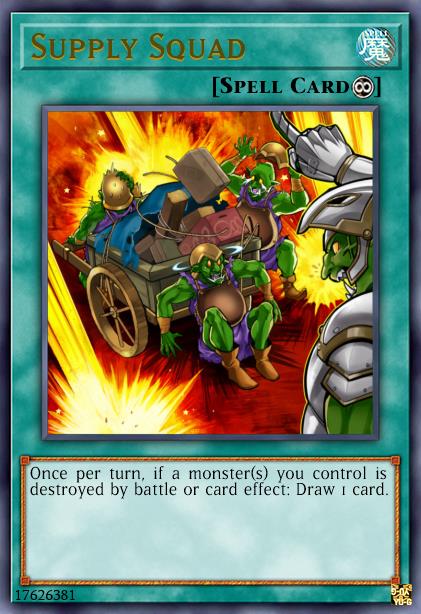 Supply Squad
魔
[Spell Card]
Once per turn, if a monster(s) you control is
destroyed by battle or card effect: Draw 1 card.
17626381